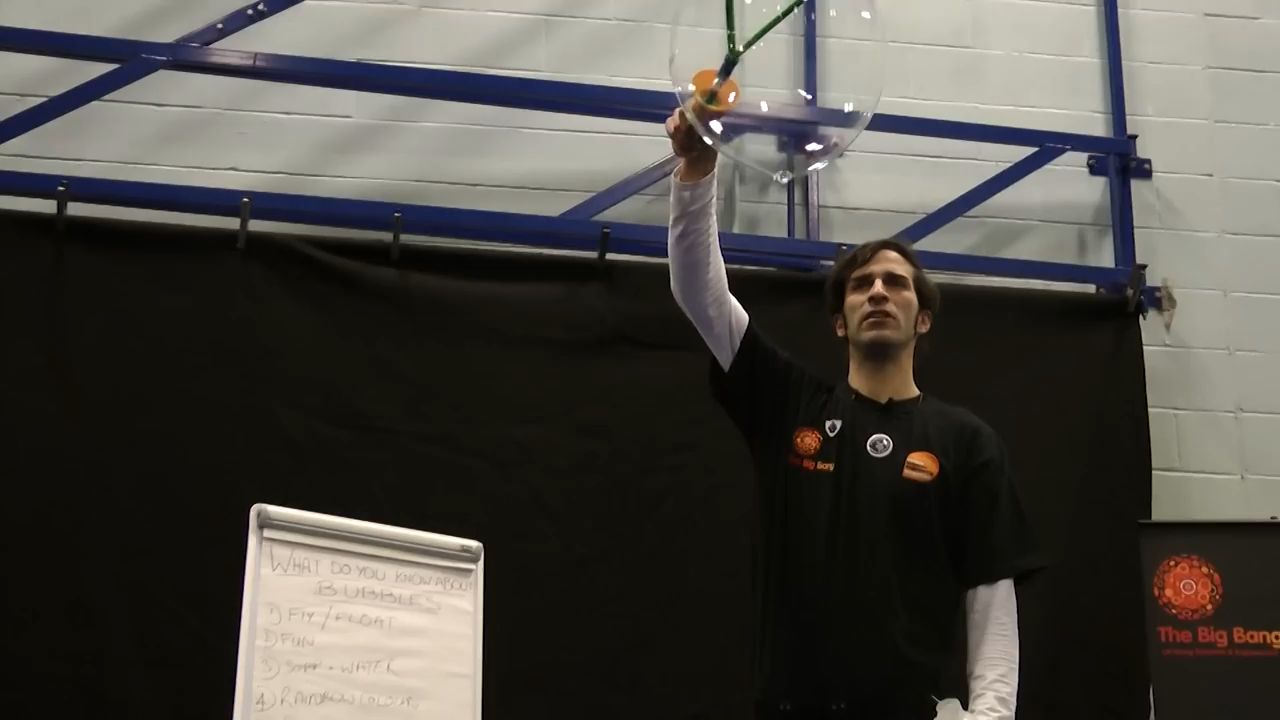 WHAT DO YOU KNOW ABOUT
BUBBLES
1) FLY / FLOAT
2) FUN
3) SOAP + WATER
4) RAINBOW COLOURS
The Big Bang
The Big Bang